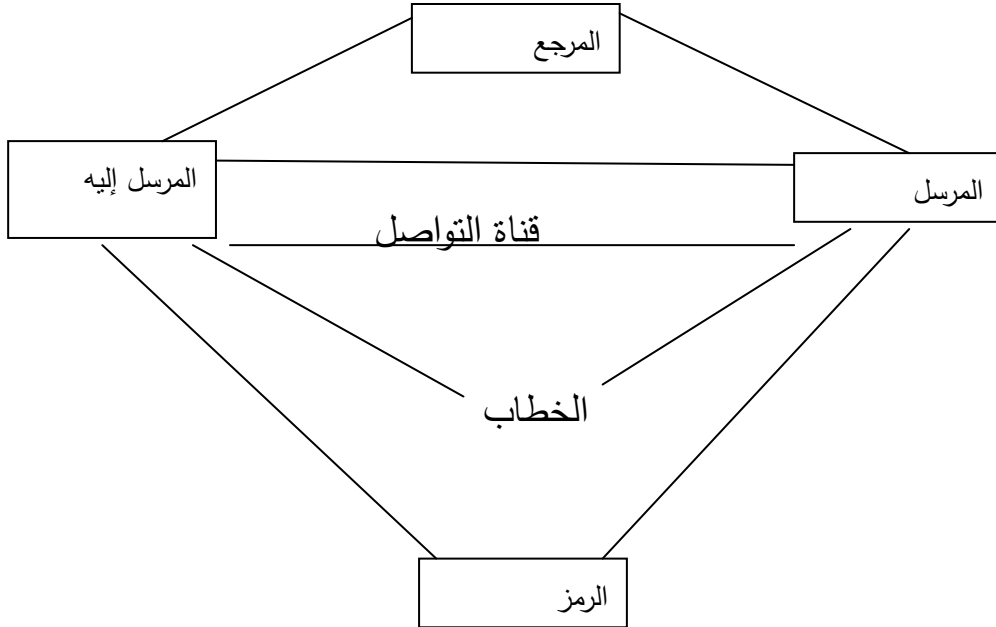 المرجع
المرسل
المرسل إليه
قناة التواصل
الخطاب
الرمز